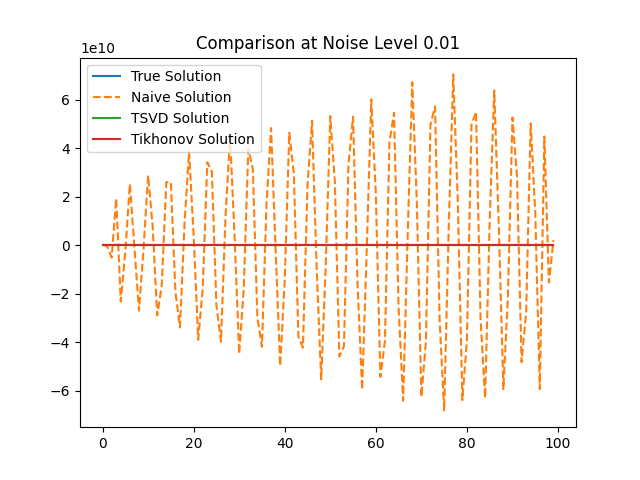 Comparison at Noise Level 0.01
1e10
True Solution
Naive Solution
TSVD Solution
Tikhonov Solution
6
4
2
0
−2
−4
−6
0 20 40 60 80 100